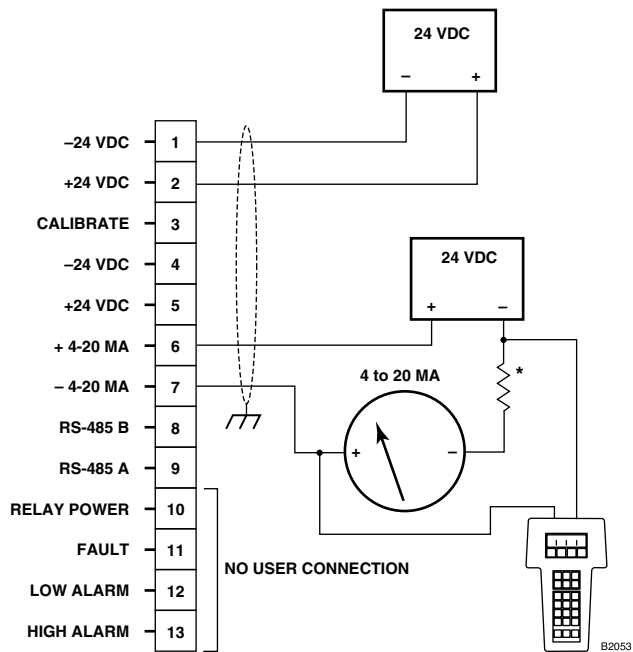 24 VDC
– +
–24 VDC 1
+24 VDC 2
CALIBRATE 3
–24 VDC 4
+24 VDC 5
+ 4-20 MA 6
– 4-20 MA 7
RS-485 B 8
RS-485 A 9
RELAY POWER 10
FAULT 11
LOW ALARM 12
HIGH ALARM 13
24 VDC
+ –
*
4 to 20 MA
+ –
NO USER CONNECTION
B2053